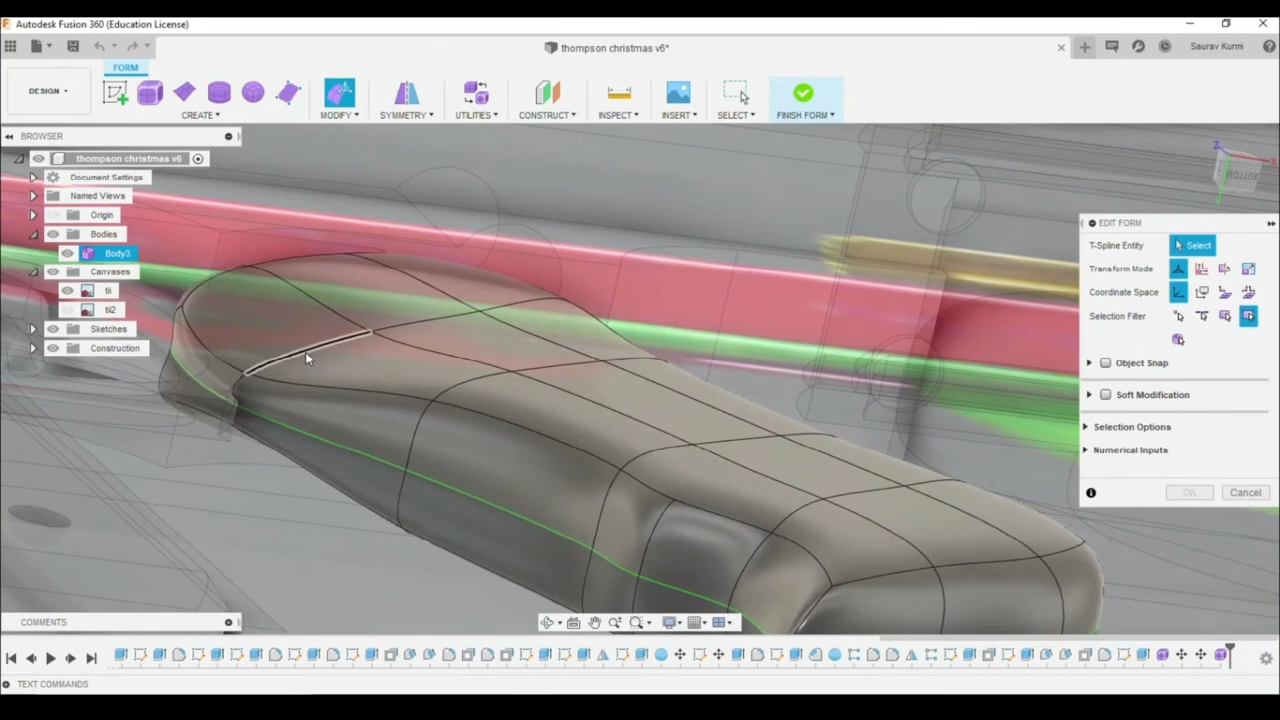 Autodesk Fusion 360 (Education License)
thompson christmas v6*
Saurav Kurmi
FORM
DESIGN
CREATE
MODIFY
SYMMETRY
UTILITIES
CONSTRUCT
INSPECT
INSERT
SELECT
FINISH FORM
BROWSER
thompson christmas v6
Document Settings
Named Views
Origin
Bodies
Body3
Canvases
tii
tii2
Sketches
Construction
Z
BOTTOM
EDIT FORM
T-Spline Entity
Select
Transform Mode
Coordinate Space
Selection Filter
Object Snap
Soft Modification
Selection Options
Numerical Inputs
OK
Cancel
COMMENTS
TEXT COMMANDS